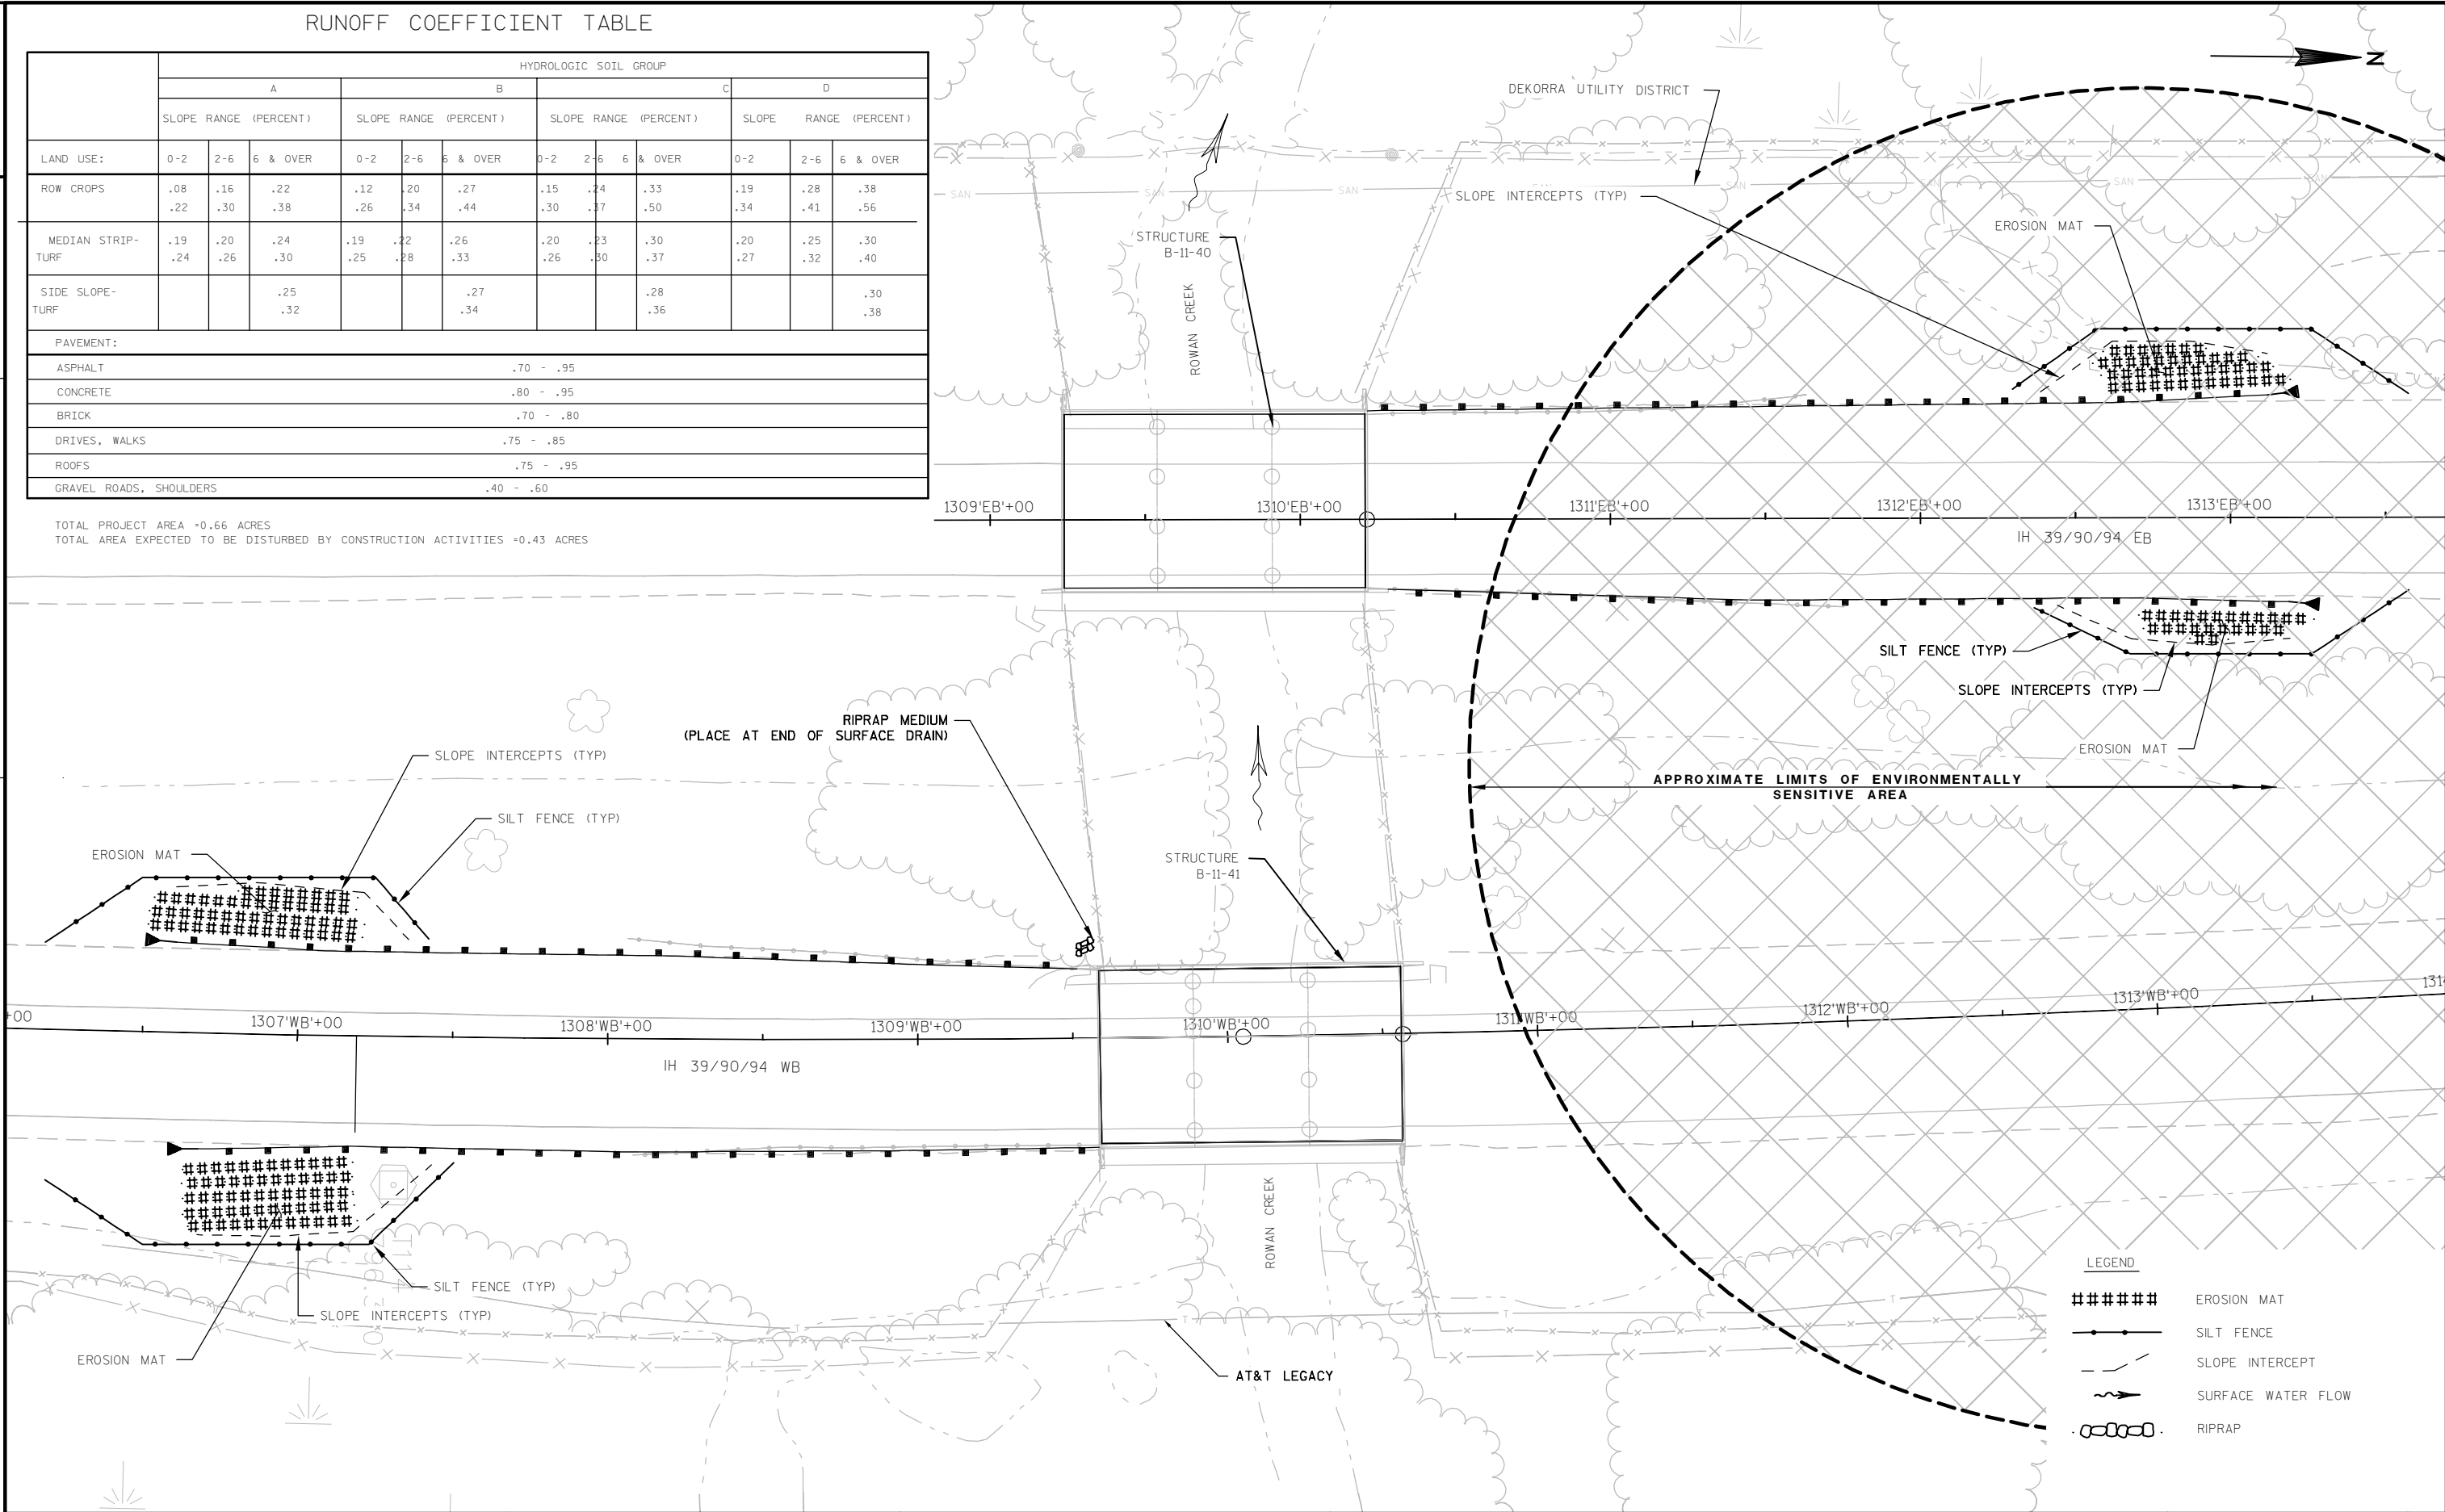 RUNOFF COEFFICIENT TABLE
HYDROLOGIC SOIL GROUP
A B C D
SLOPE RANGE (PERCENT) SLOPE RANGE (PERCENT) SLOPE RANGE (PERCENT) SLOPE RANGE (PERCENT)
LAND USE: 0-2 2-6 6 & OVER 0-2 2-6 6 & OVER 0-2 2-6 6 & OVER 0-2 2-6 6 & OVER
ROW CROPS .08 .16 .22 .12 .20 .27 .15 .24 .33 .19 .28 .38
.22 .30 .38 .26 .34 .44 .30 .37 .50 .34 .41 .56
MEDIAN STRIP- .19 .20 .24 .19 .22 .26 .20 .23 .30 .20 .25 .30
TURF .24 .26 .30 .25 .28 .33 .26 .30 .37 .27 .32 .40
SIDE SLOPE- .25 .27 .28 .30
TURF .32 .34 .36 .38
PAVEMENT:
ASPHALT .70 - .95
CONCRETE .80 - .95
BRICK .70 - .80
DRIVES, WALKS .75 - .85
ROOFS .75 - .95
GRAVEL ROADS, SHOULDERS .40 - .60
TOTAL PROJECT AREA =0.66 ACRES
TOTAL AREA EXPECTED TO BE DISTURBED BY CONSTRUCTION ACTIVITIES =0.43 ACRES
N
DEKORRA UTILITY DISTRICT
SAN SAN SAN SAN SAN SAN SAN
SLOPE INTERCEPTS (TYP)
EROSION MAT
STRUCTURE
B-11-40
ROWAN CREEK
1309'EB'+00 1310'EB'+00 1311'EB'+00 1312'EB'+00 1313'EB'+00
IH 39/90/94 EB
SILT FENCE (TYP)
SLOPE INTERCEPTS (TYP)
EROSION MAT
RIPRAP MEDIUM
(PLACE AT END OF SURFACE DRAIN)
SLOPE INTERCEPTS (TYP)
SILT FENCE (TYP)
EROSION MAT
APPROXIMATE LIMITS OF ENVIRONMENTALLY
SENSITIVE AREA
STRUCTURE
B-11-41
+00 1307'WB'+00 1308'WB'+00 1309'WB'+00 1310'WB'+00 1311'WB'+00 1312'WB'+00 1313'WB'+00 1314
IH 39/90/94 WB
ROWAN CREEK
SILT FENCE (TYP)
SLOPE INTERCEPTS (TYP)
EROSION MAT
AT&T LEGACY
LEGEND
EROSION MAT
SILT FENCE
SLOPE INTERCEPT
SURFACE WATER FLOW
RIPRAP